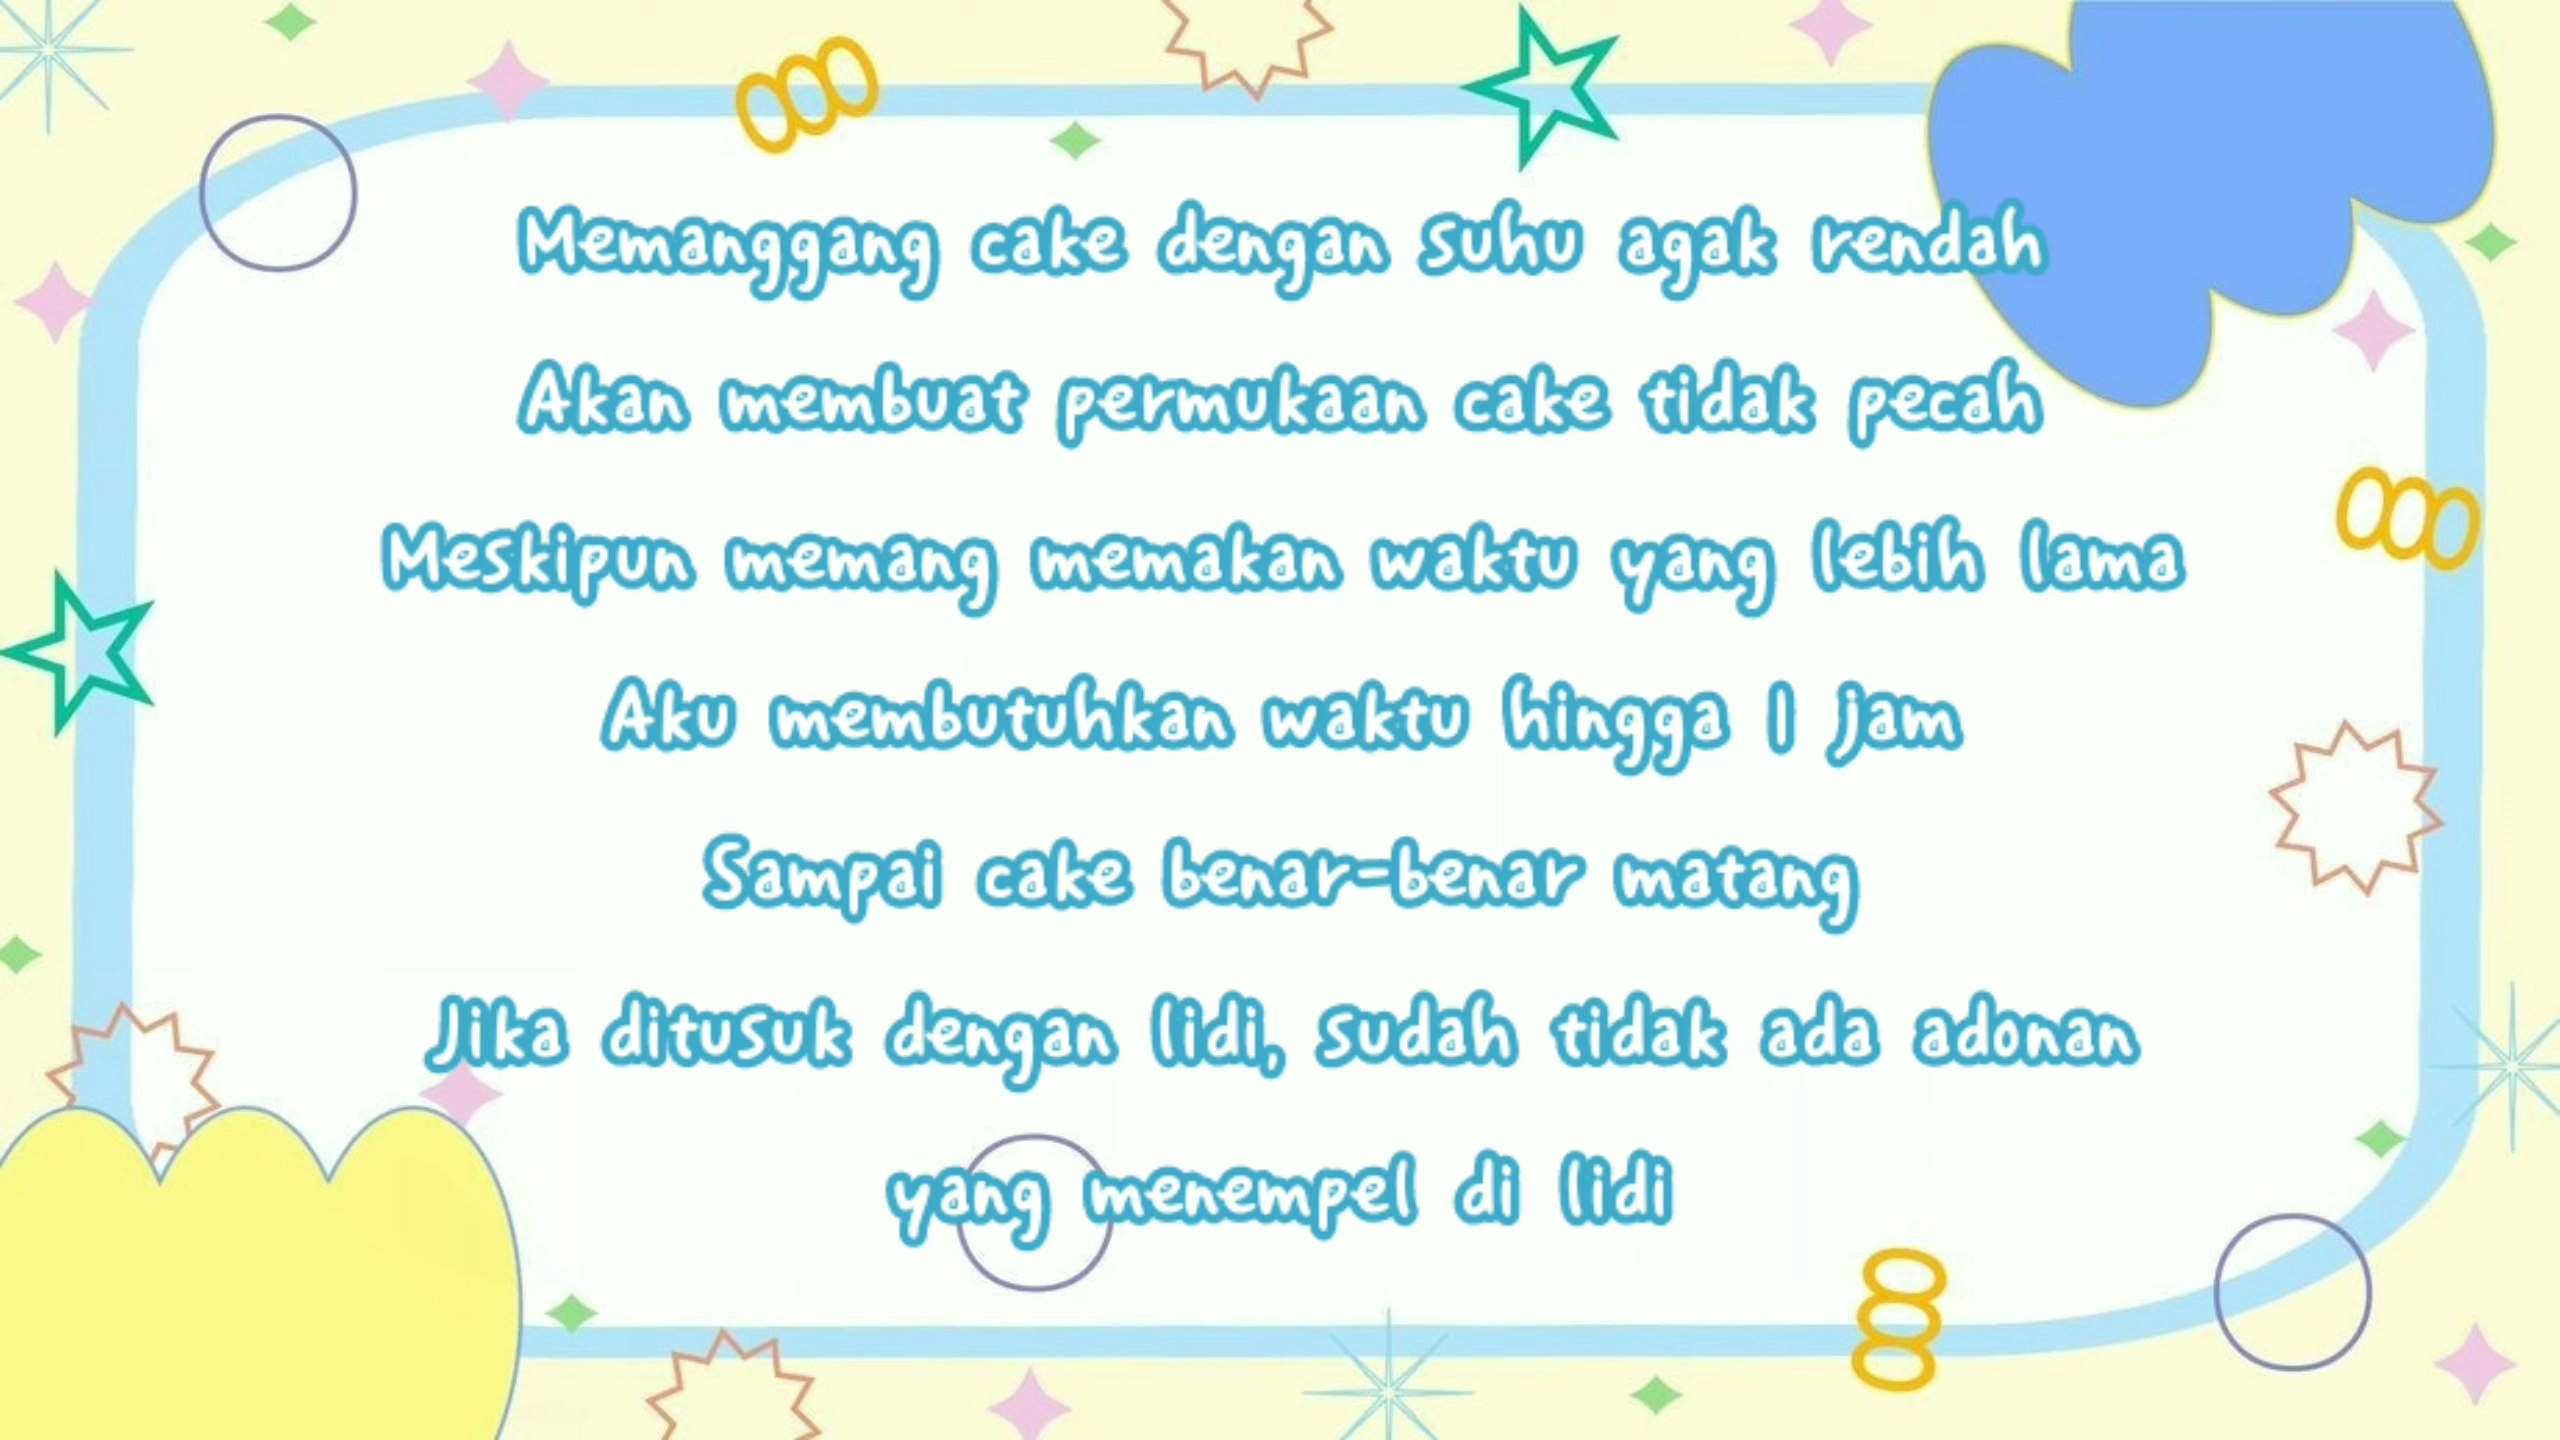 Memanggang cake dengan suhu agak rendah
Akan membuat permukaan cake tidak pecah
Meskipun memang memakan waktu yang lebih lama
Aku membutuhkan waktu hingga 1 jam
Sampai cake benar-benar matang
Jika ditusuk dengan lidi, sudah tidak ada adonan
yang menempel di lidi